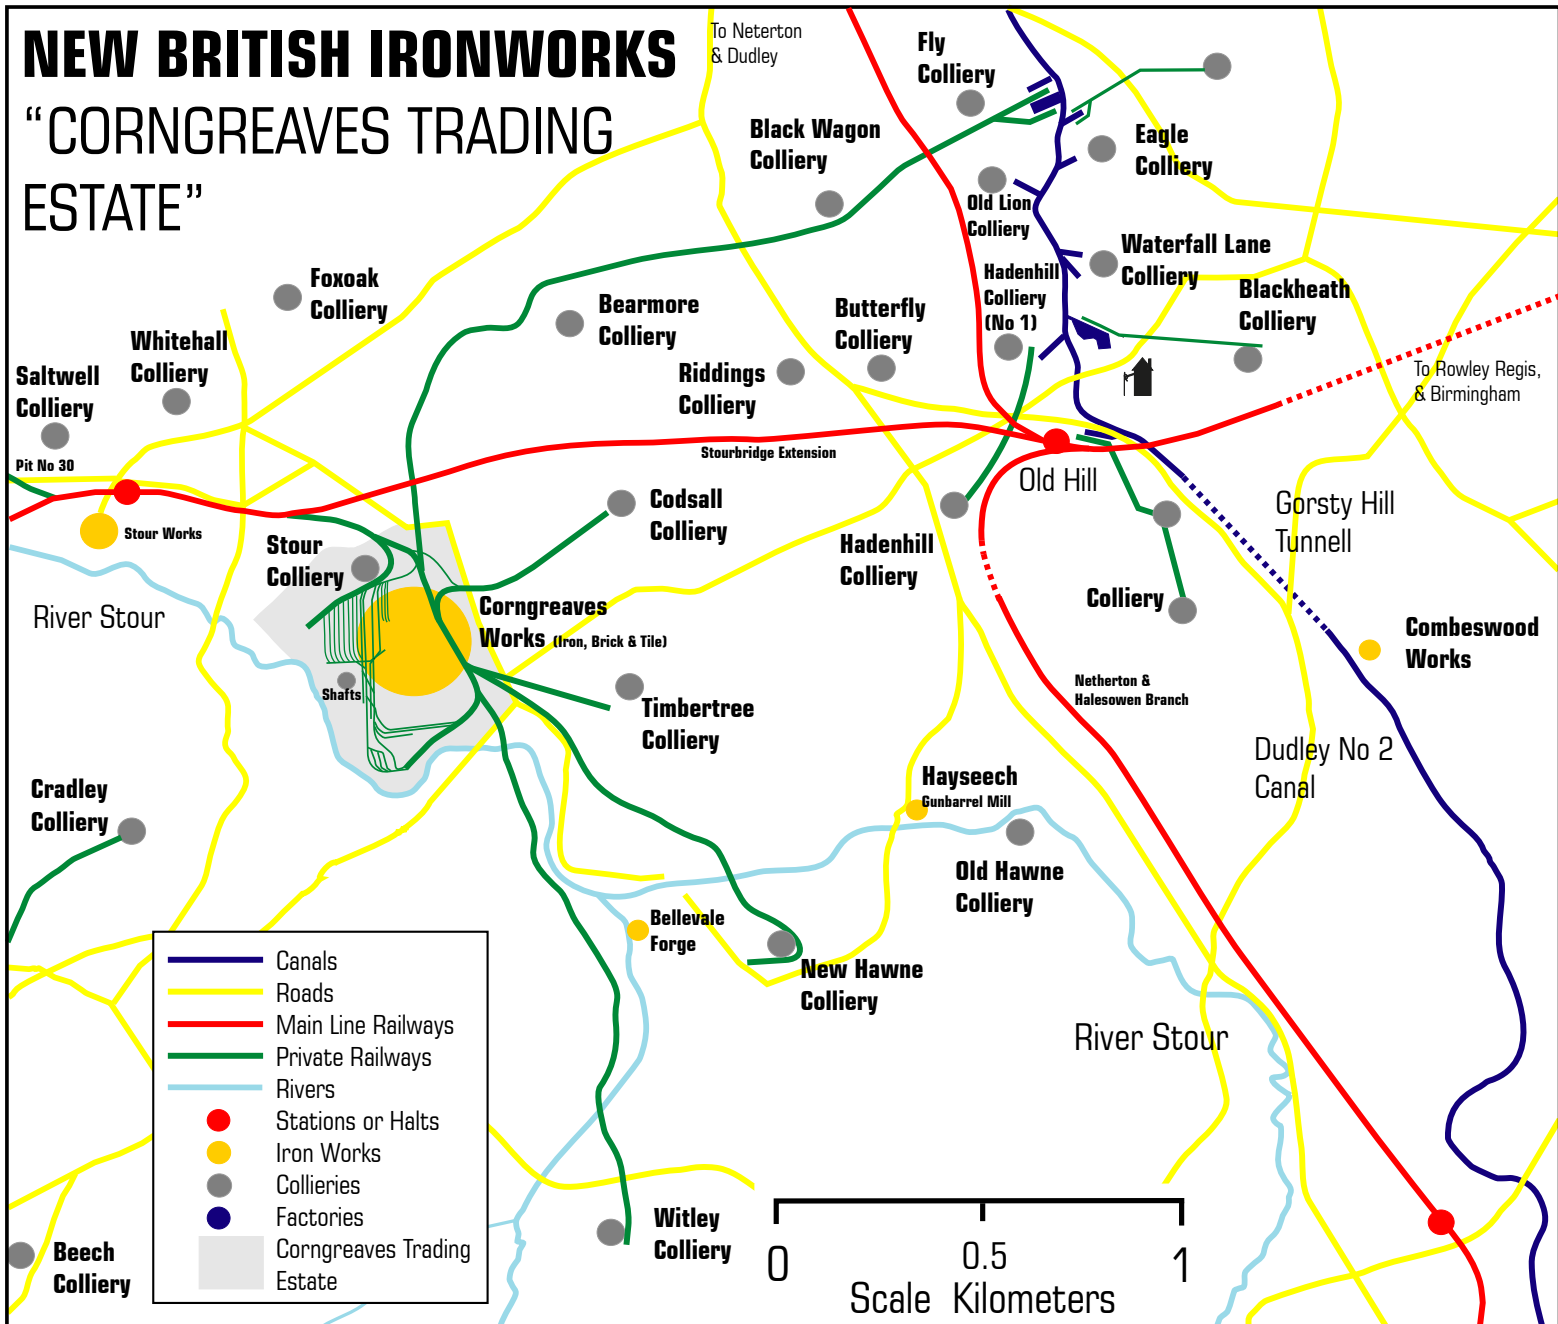 NEW BRITISH IRONWORKS
“CORNGREAVES TRADING
ESTATE”
To Neterton
& Dudley
Fly
Colliery
Black Wagon
Colliery
Eagle
Colliery
Old Lion
Colliery
Waterfall Lane
Colliery
Hadenhill
Colliery
(No 1)
Blackheath
Colliery
Foxoak
Colliery
Bearmore
Colliery
Butterfly
Colliery
Whitehall
Colliery
Saltwell
Colliery
Riddings
Colliery
To Rowley Regis,
& Birmingham
Pit No 30
Stourbridge Extension
Old Hill
Stour Works
Codsall
Colliery
Gorsty Hill
Tunnell
Stour
Colliery
Hadenhill
Colliery
Colliery
River Stour
Corngreaves
Works (Iron, Brick & Tile)
Combeswood
Works
Shafts
Timbertree
Colliery
Netherton &
Halesowen Branch
Dudley No 2
Canal
Cradley
Colliery
Hayseech
Gunbarrel Mill
Old Hawne
Colliery
Bellevale
Forge
New Hawne
Colliery
River Stour
Canals
Roads
Main Line Railways
Private Railways
Rivers
Stations or Halts
Iron Works
Collieries
Factories
Corngreaves Trading
Estate
Beech
Colliery
Witley
Colliery
0
0.5
1
Scale Kilometers